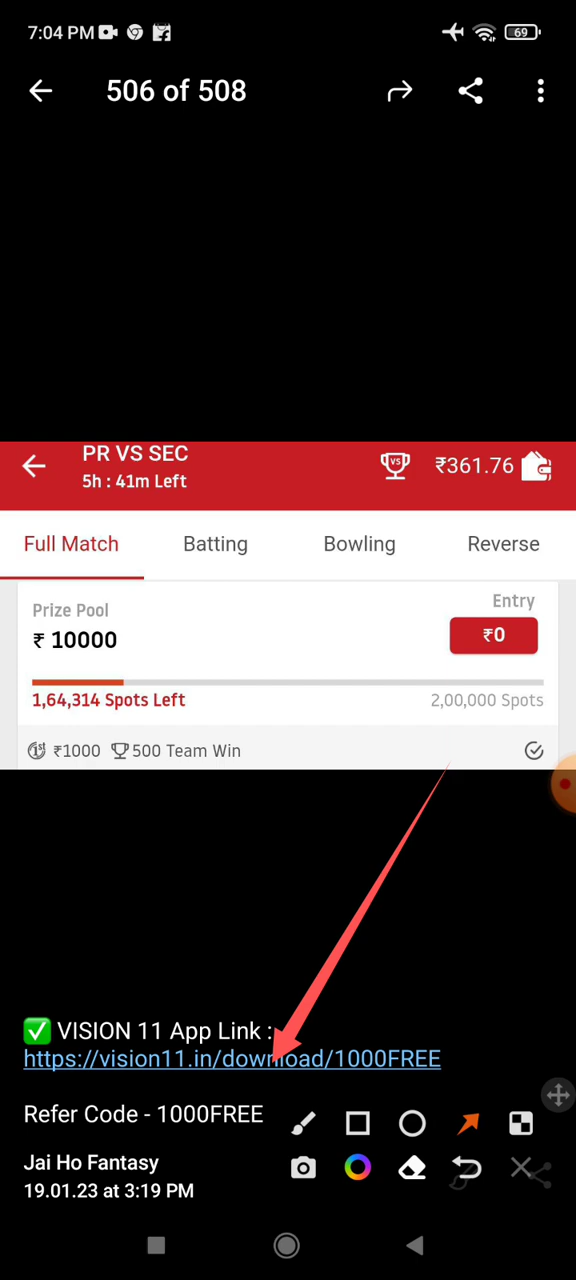 7:04 PM
69
506 of 508
PR VS SEC
5h : 41m Left
VS
₹361.76
Full Match
Batting
Bowling
Reverse
Prize Pool
Entry
₹ 10000
₹0
1,64,314 Spots Left
2,00,000 Spots
1st ₹1000
500 Team Win
✅ VISION 11 App Link :
https://vision11.in/download/1000FREE
Refer Code - 1000FREE
Jai Ho Fantasy
19.01.23 at 3:19 PM